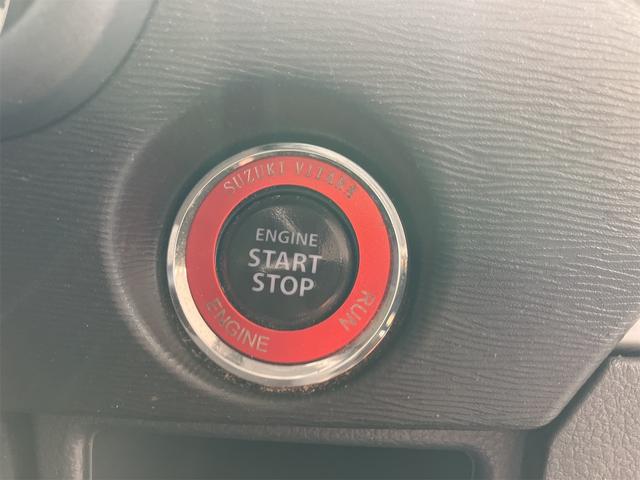 SUZUKI VITARA
ENGINE
START
STOP
ENGINE
RUN